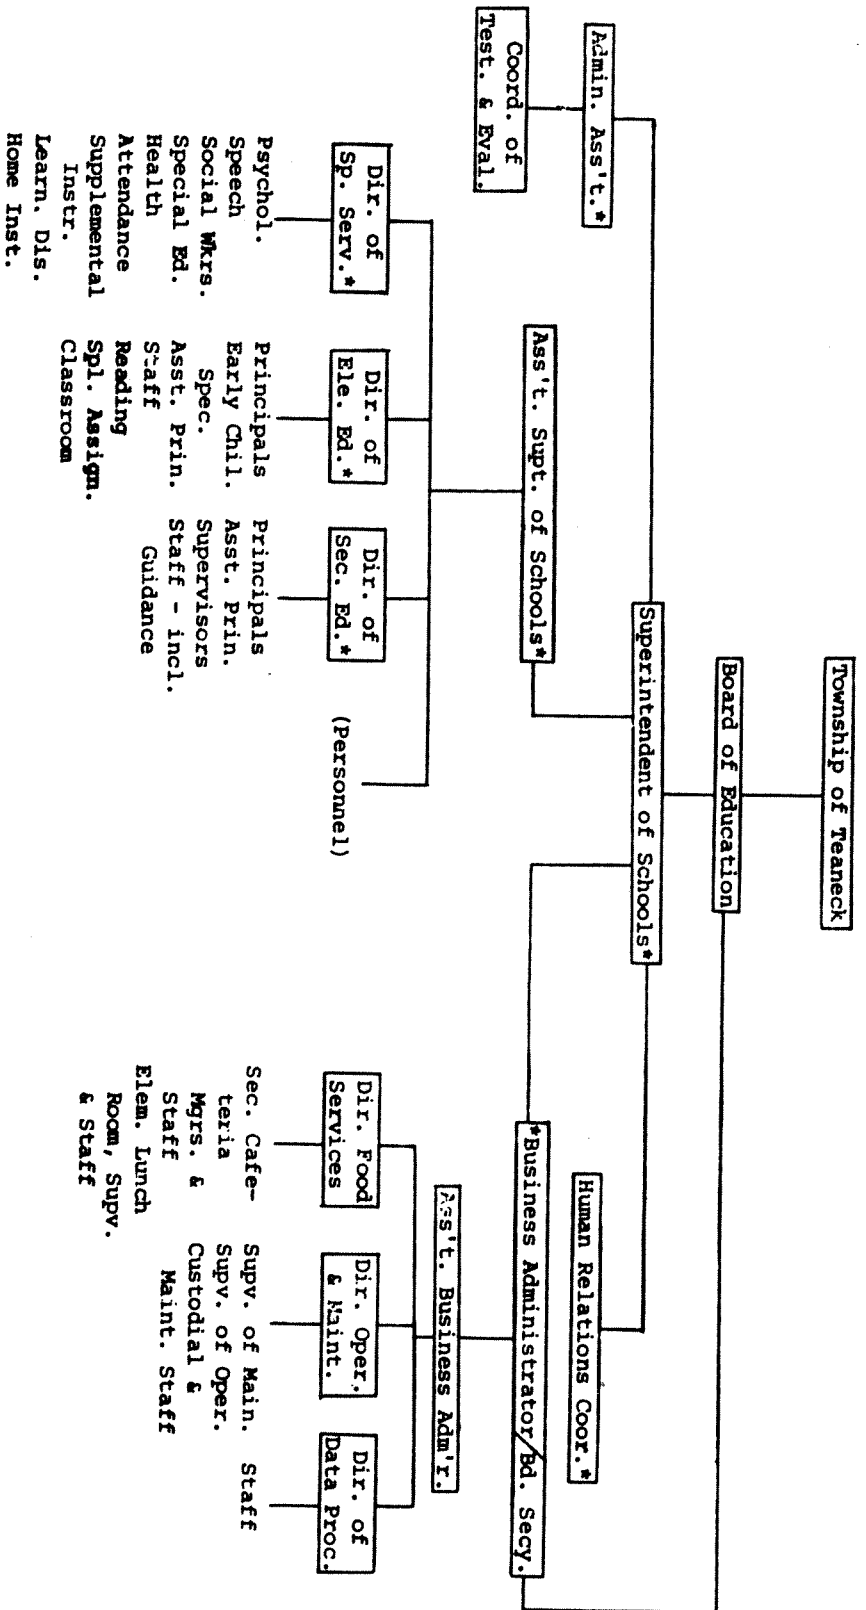 Township of Teaneck
Board of Education
Superintendent of Schools*
Admin. Ass't.*
Coord. of
Test. & Eval.
Human Relations Coor.*
Ass't. Supt. of Schools*
*Business Administrator/Bd. Secy.
Ass't. Business Adm'r.
Dir. of
Sp. Serv.*
Psychol.
Speech
Social Wkrs.
Special Ed.
Health
Attendance
Supplemental
Instr.
Learn. Dis.
Home Inst.
Dir. of
Ele. Ed.*
Principals
Early Chil.
Spec.
Asst. Prin.
Staff
Reading
Spl. Assign.
Classroom
Dir. of
Sec. Ed.*
Principals
Asst. Prin.
Supervisors
Staff - incl.
Guidance
(Personnel)
Dir. Food
Services
Sec. Cafe-
teria
Mgrs. &
Staff
Elem. Lunch
Room, Supv.
& Staff
Dir. Oper.
& Maint.
Supv. of Main.
Supv. of Oper.
Custodial &
Maint. Staff
Dir. of
Data Proc.
Staff